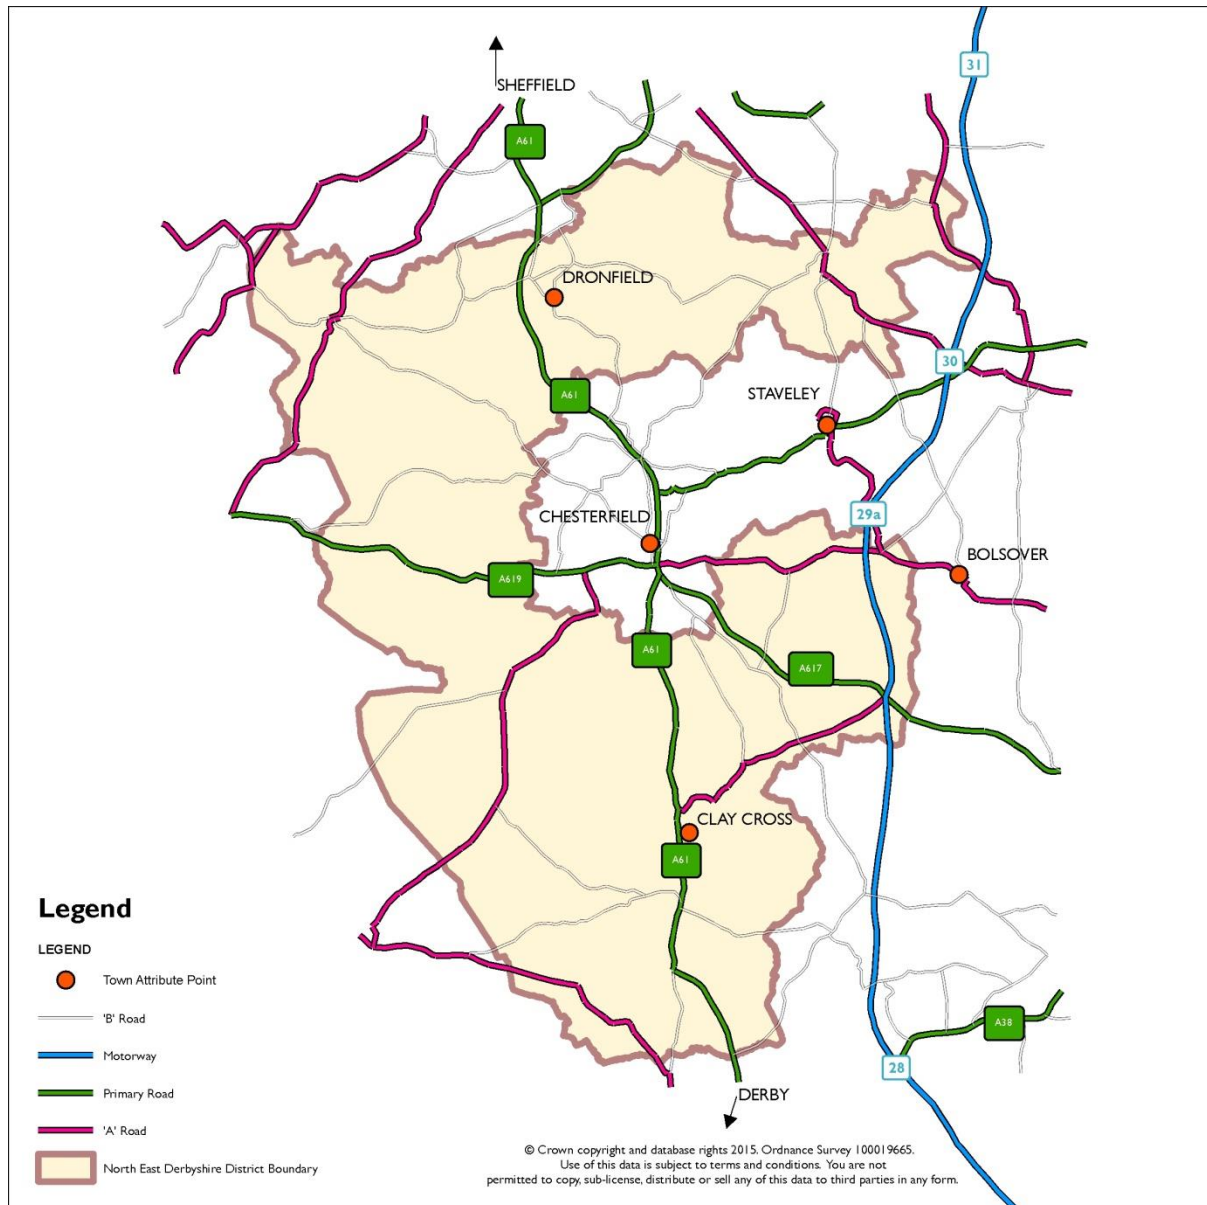 31
SHEFFIELD
A61
DRONFIELD
30
A61
STAVELEY
29a
CHESTERFIELD
BOLSOVER
A619
A61
A617
CLAY CROSS
A61
Legend
LEGEND
Town Attribute Point
'B' Road
Motorway
Primary Road
'A' Road
North East Derbyshire District Boundary
A38
28
DERBY
© Crown copyright and database rights 2015. Ordnance Survey 100019665.
Use of this data is subject to terms and conditions. You are not
permitted to copy, sub-license, distribute or sell any of this data to third parties in any form.